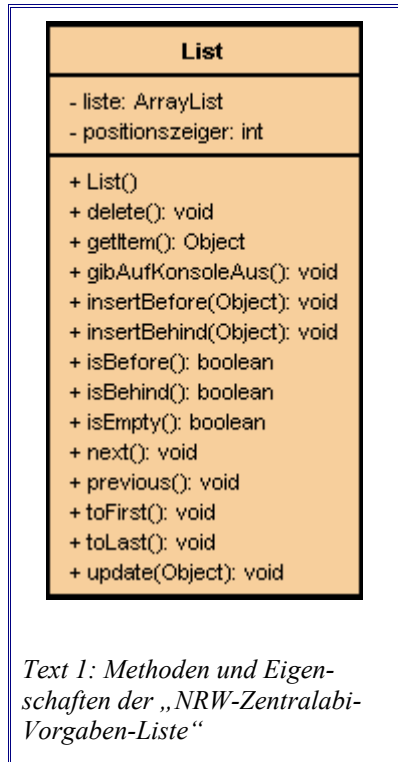 List
- liste: ArrayList
- positionszeiger: int
+ List()
+ delete(): void
+ getItem(): Object
+ gibAufKonsoleAus(): void
+ insertBefore(Object): void
+ insertBehind(Object): void
+ isBefore(): boolean
+ isBehind(): boolean
+ isEmpty(): boolean
+ next(): void
+ previous(): void
+ toFirst(): void
+ toLast(): void
+ update(Object): void
Text 1: Methoden und Eigen-
schaften der „NRW-Zentralabi-
Vorgaben-Liste“